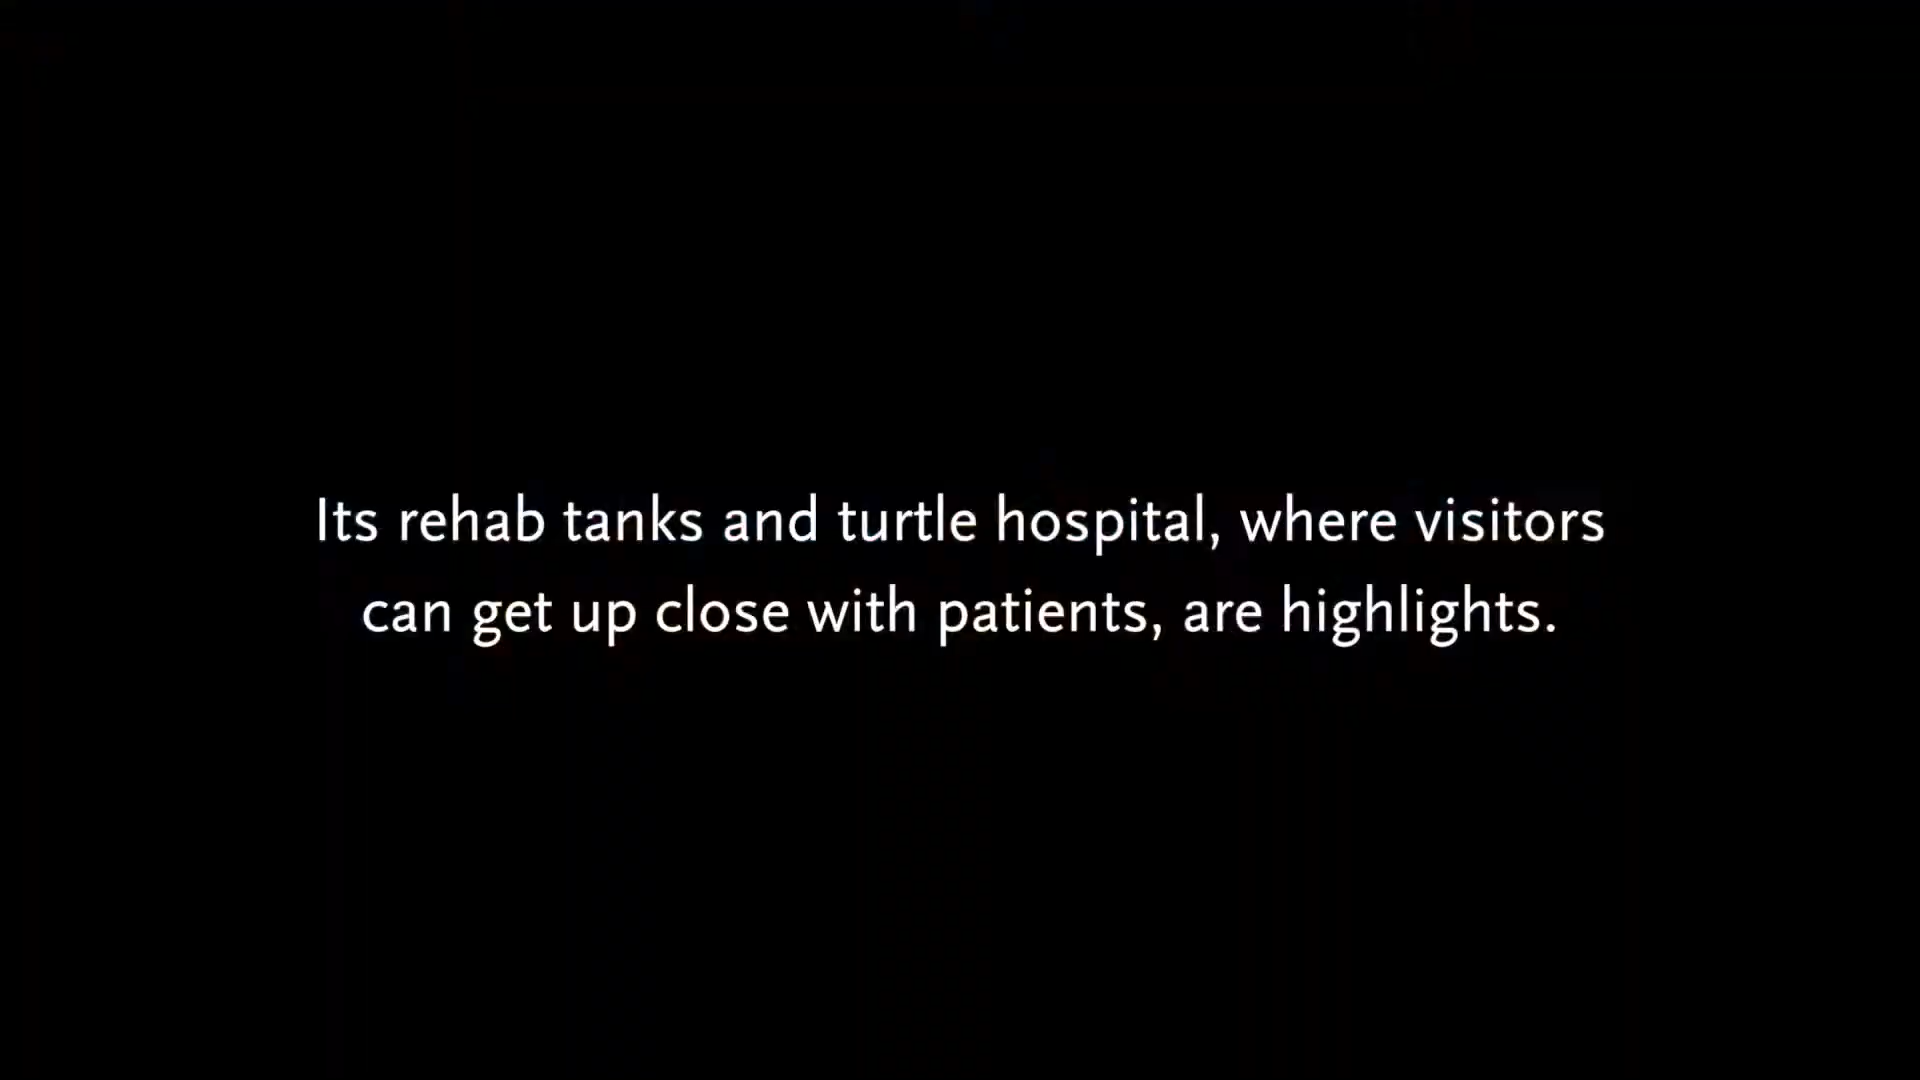 Its rehab tanks and turtle hospital, where visitors
can get up close with patients, are highlights.